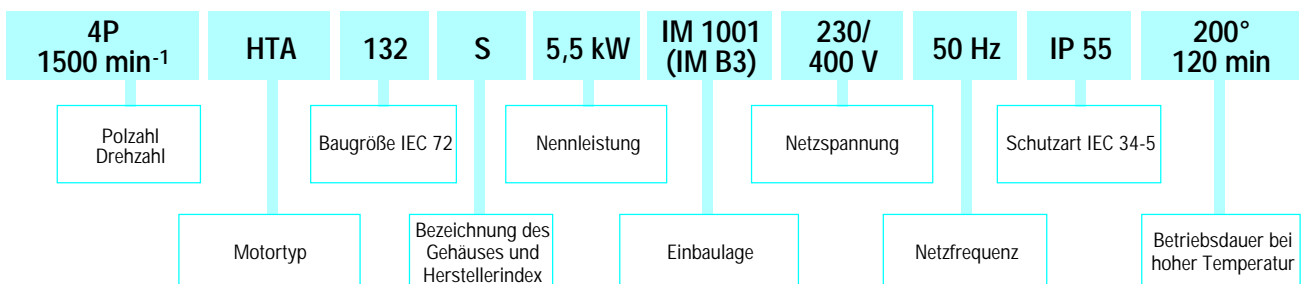 4P
1500 min-1
HTA
132
S
5,5 kW
IM 1001
(IM B3)
230/
400 V
50 Hz
IP 55
200°
120 min
Polzahl
Drehzahl
Baugröße IEC 72
Nennleistung
Netzspannung
Schutzart IEC 34-5
Motortyp
Bezeichnung des
Gehäuses und
Herstellerindex
Einbaulage
Netzfrequenz
Betriebsdauer bei
hoher Temperatur